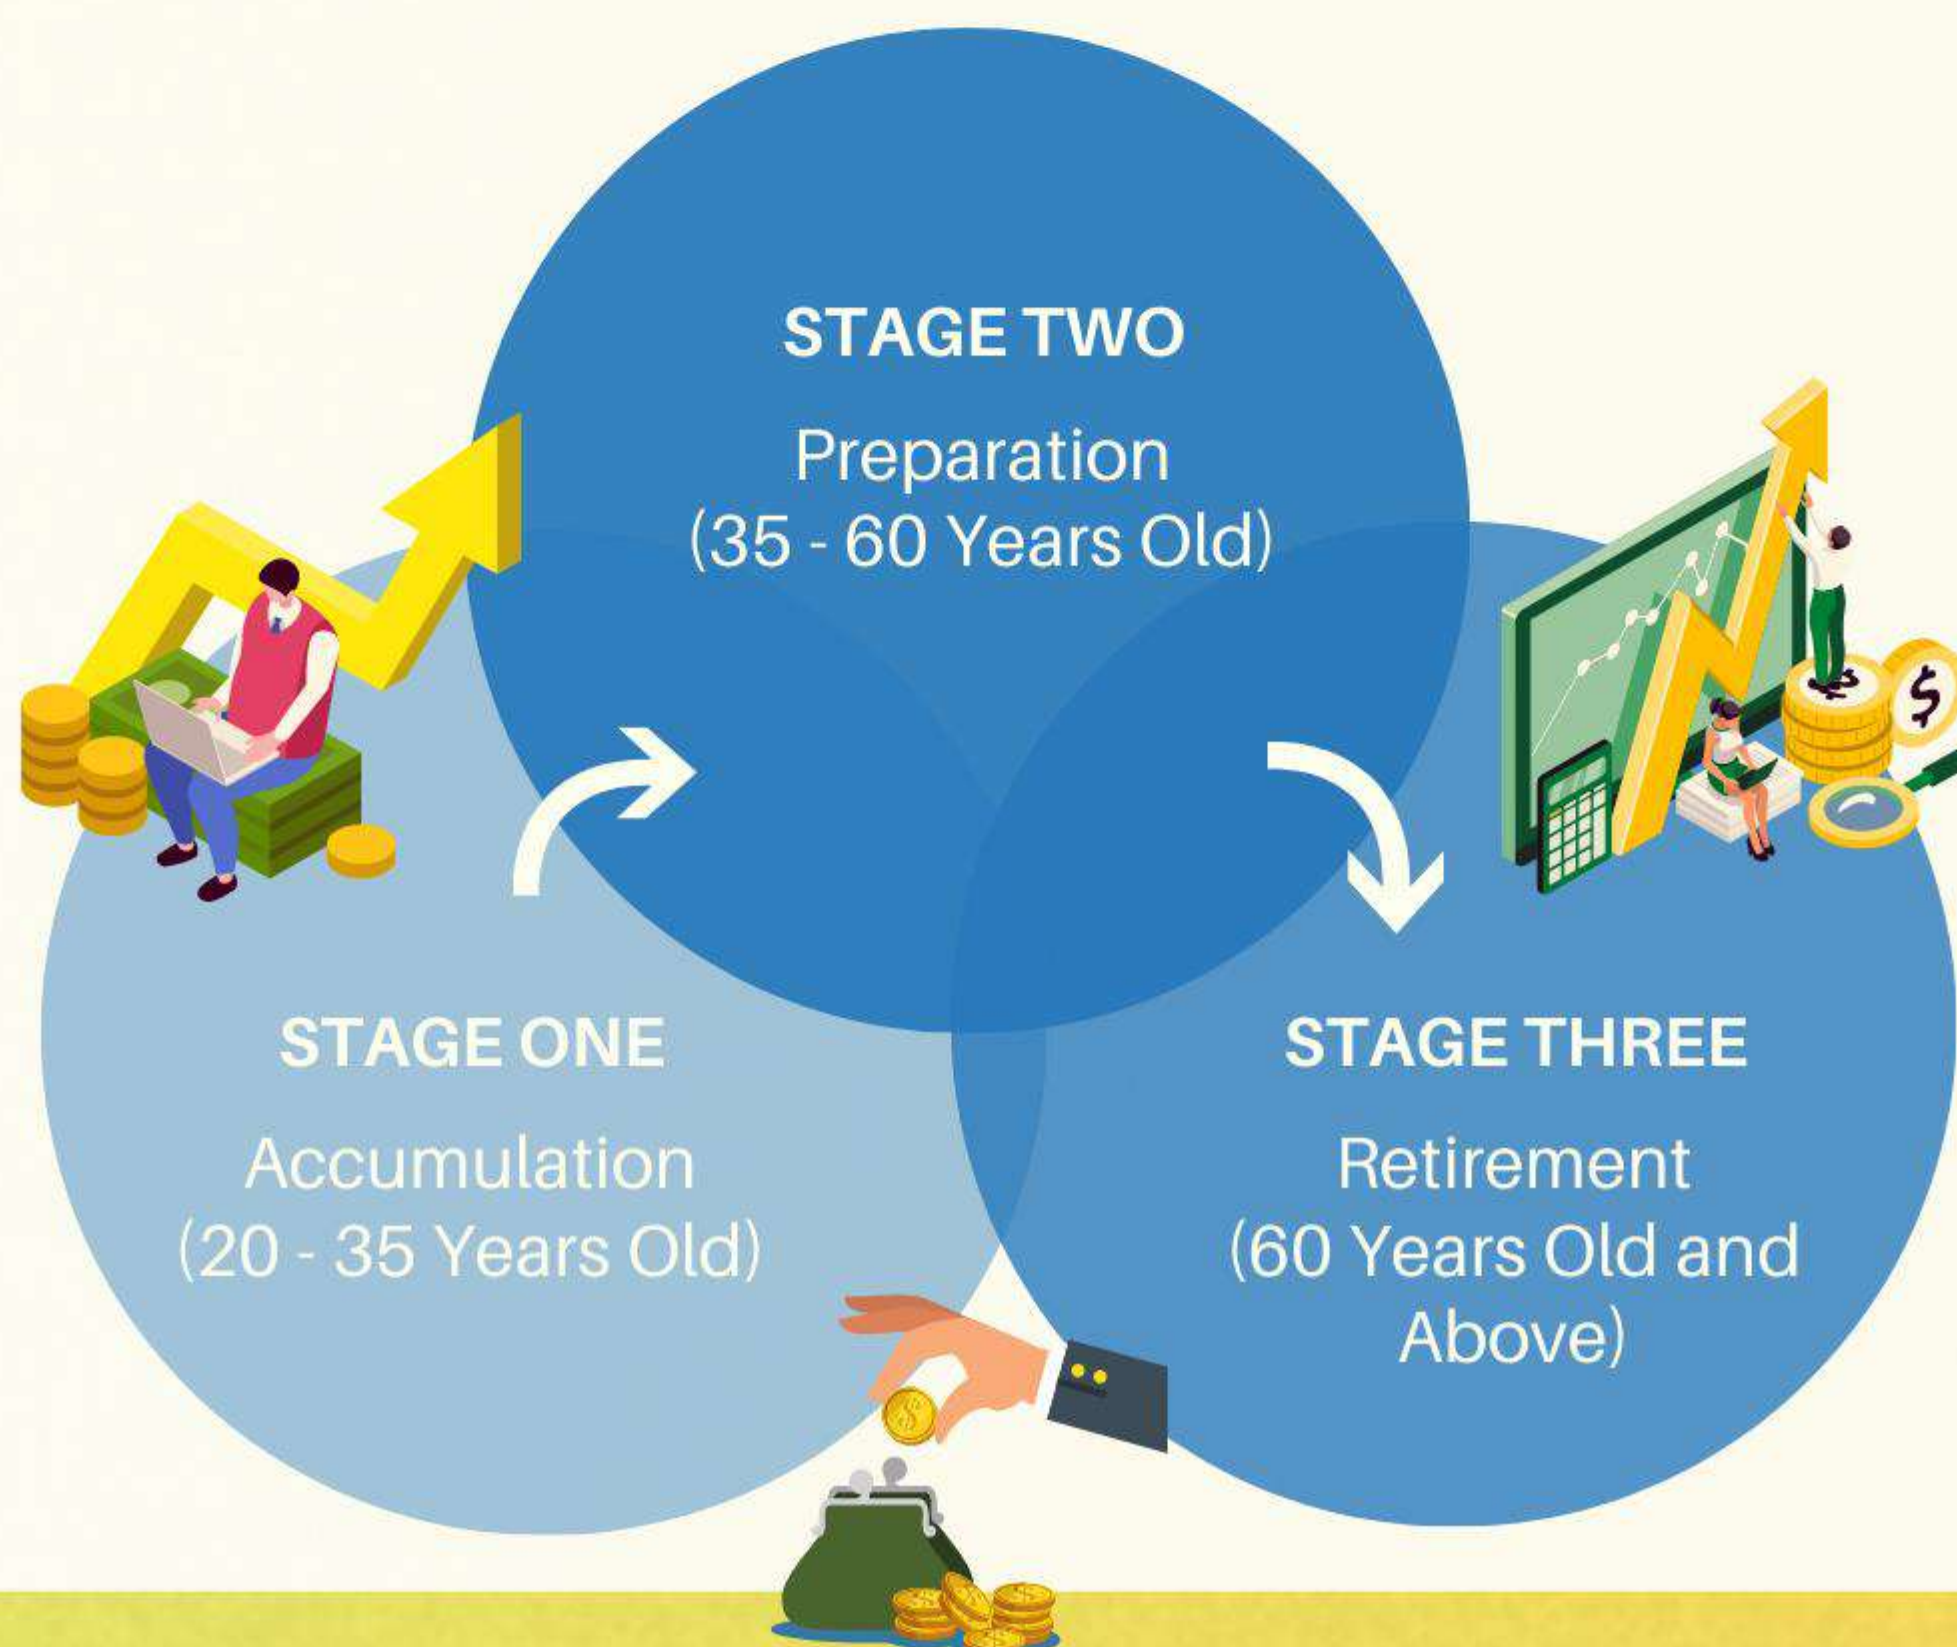 STAGE TWO
Preparation
(35 - 60 Years Old)
STAGE ONE
Accumulation
(20 - 35 Years Old)
STAGE THREE
Retirement
(60 Years Old and
Above)
$